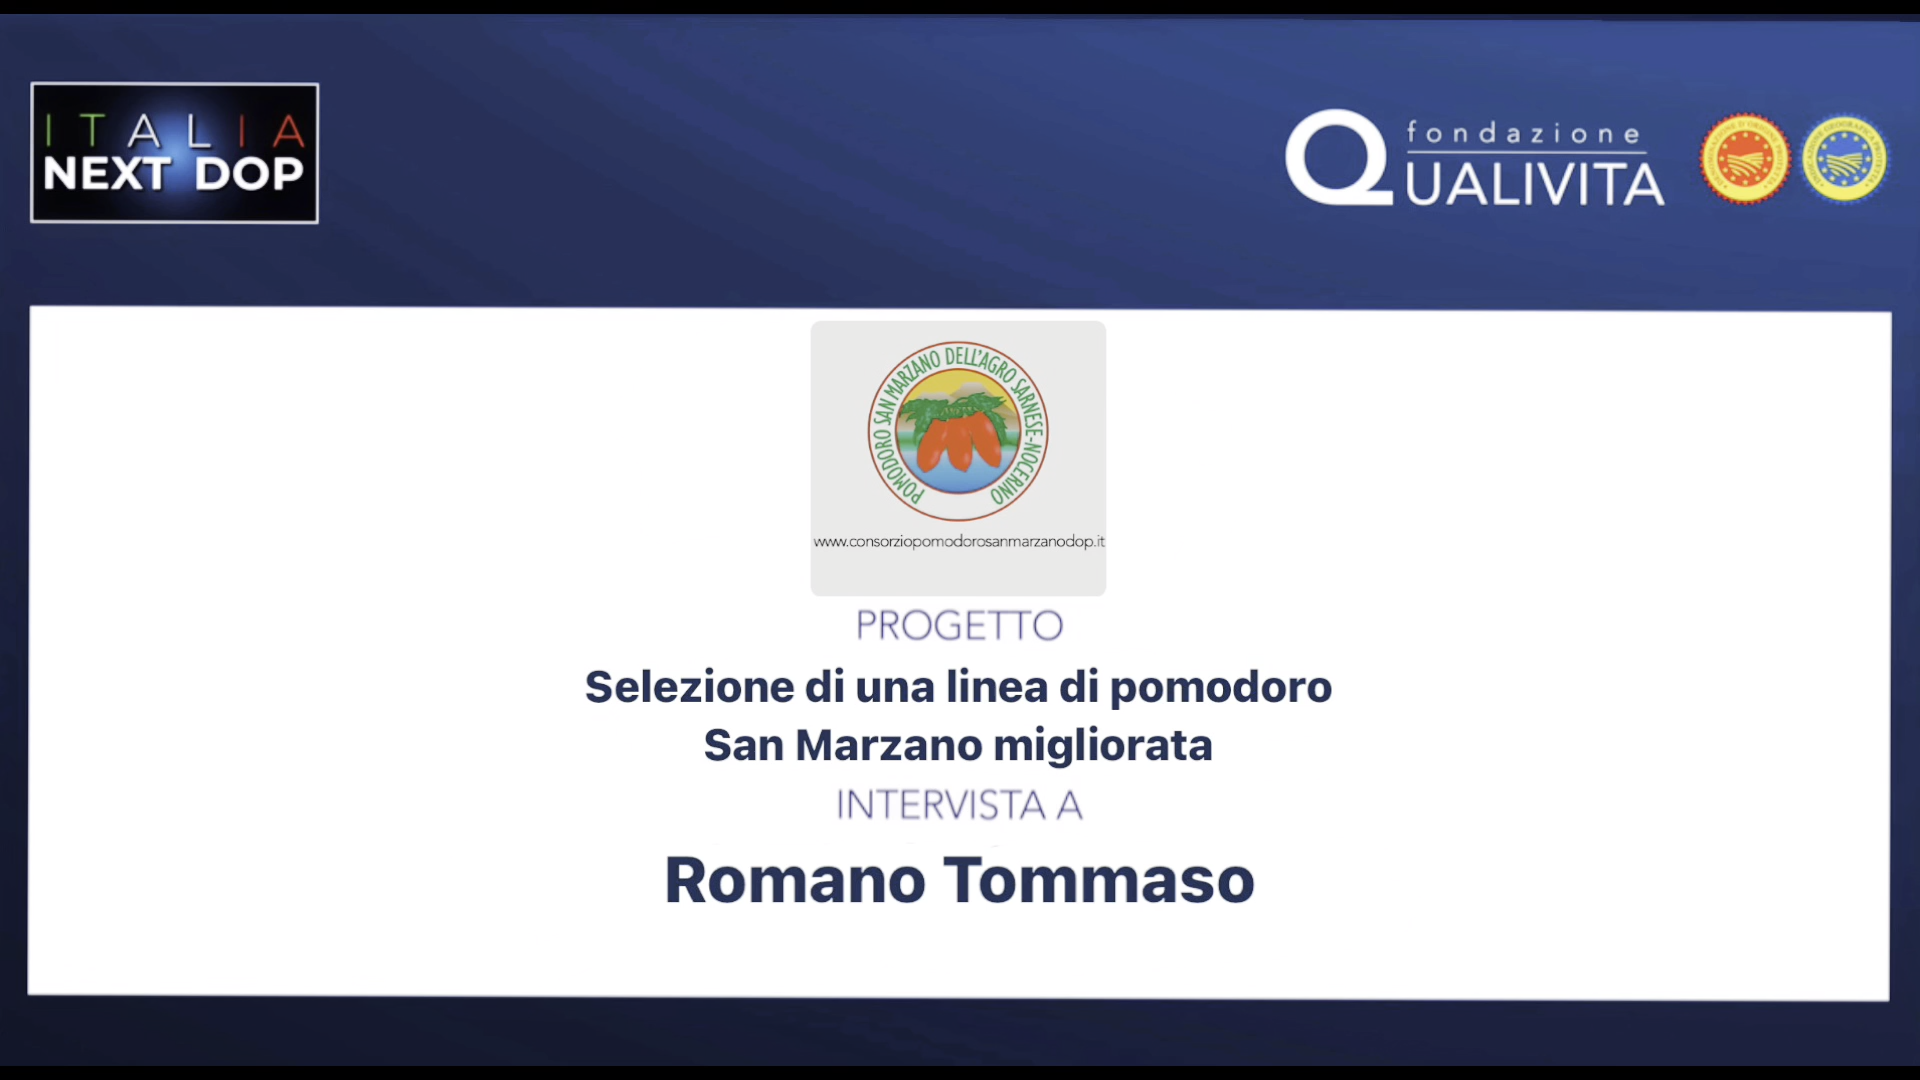 ITALIA
NEXT DOP
fondazione
QUALIVITA
POMODORO SAN MARZANO DELL'AGRO SARNESE-NOCERINO
www.consorziopomodorosanmarzanodop.it
PROGETTO
Selezione di una linea di pomodoro
San Marzano migliorata
INTERVISTA A
Romano Tommaso